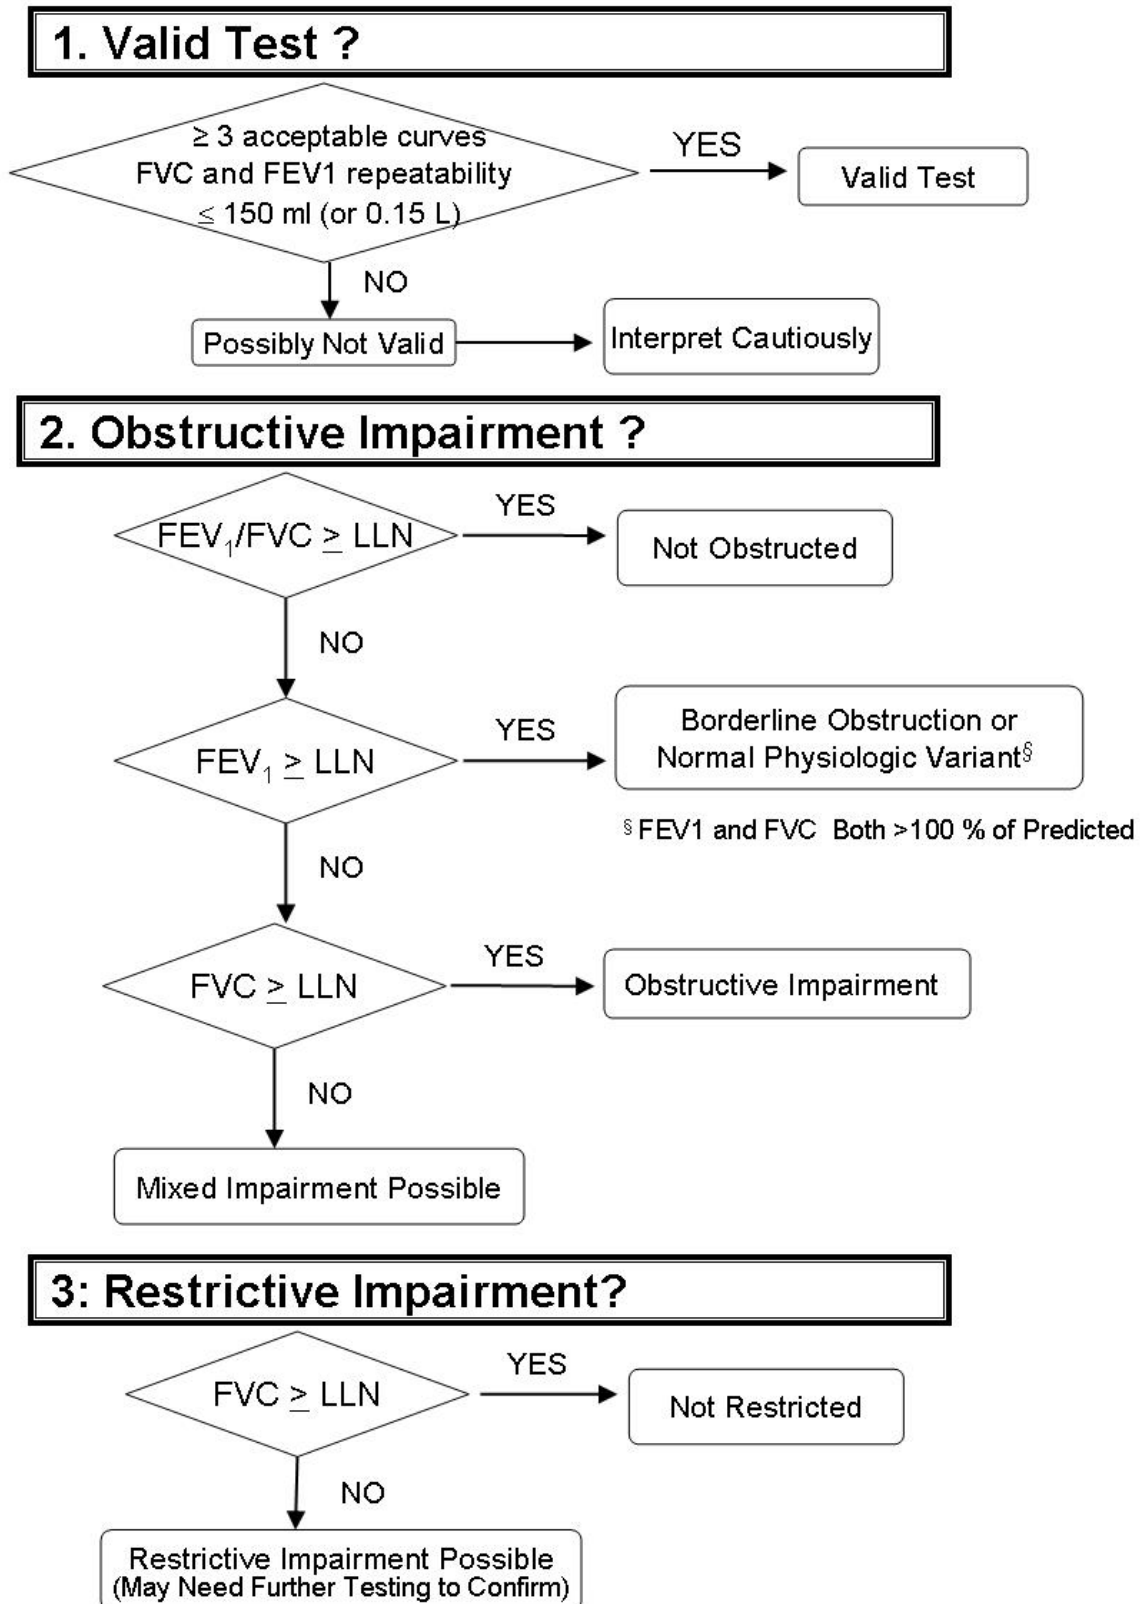 1. Valid Test ?
≥ 3 acceptable curves
FVC and FEV1 repeatability
≤ 150 ml (or 0.15 L)
YES
Valid Test
NO
Possibly Not Valid
Interpret Cautiously
2. Obstructive Impairment ?
FEV₁/FVC ≥ LLN
YES
Not Obstructed
NO
FEV₁ ≥ LLN
YES
Borderline Obstruction or
Normal Physiologic Variant§
§ FEV1 and FVC Both >100 % of Predicted
NO
FVC ≥ LLN
YES
Obstructive Impairment
NO
Mixed Impairment Possible
3: Restrictive Impairment?
FVC ≥ LLN
YES
Not Restricted
NO
Restrictive Impairment Possible
(May Need Further Testing to Confirm)